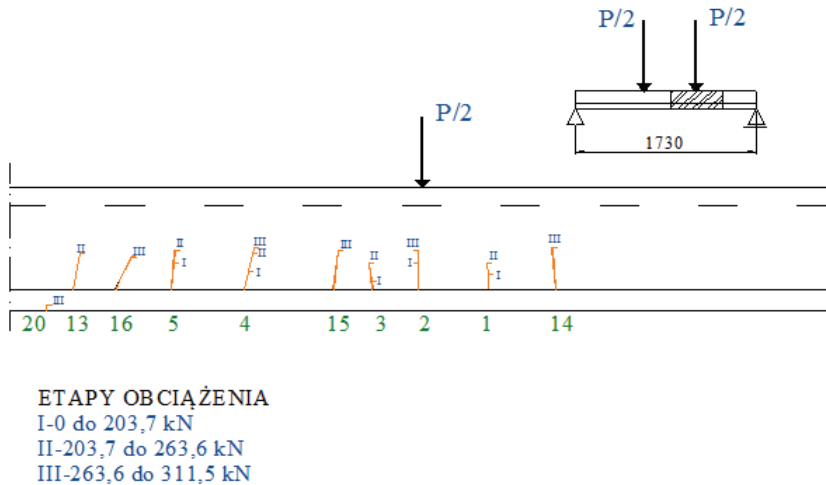 P/2 P/2
P/2
1730
II III II III II I III II I III I II I III
III
20 13 16 5 4 15 3 2 1 14
ETAPY OBCIĄŻENIA
I-0 do 203,7 kN
II-203,7 do 263,6 kN
III-263,6 do 311,5 kN